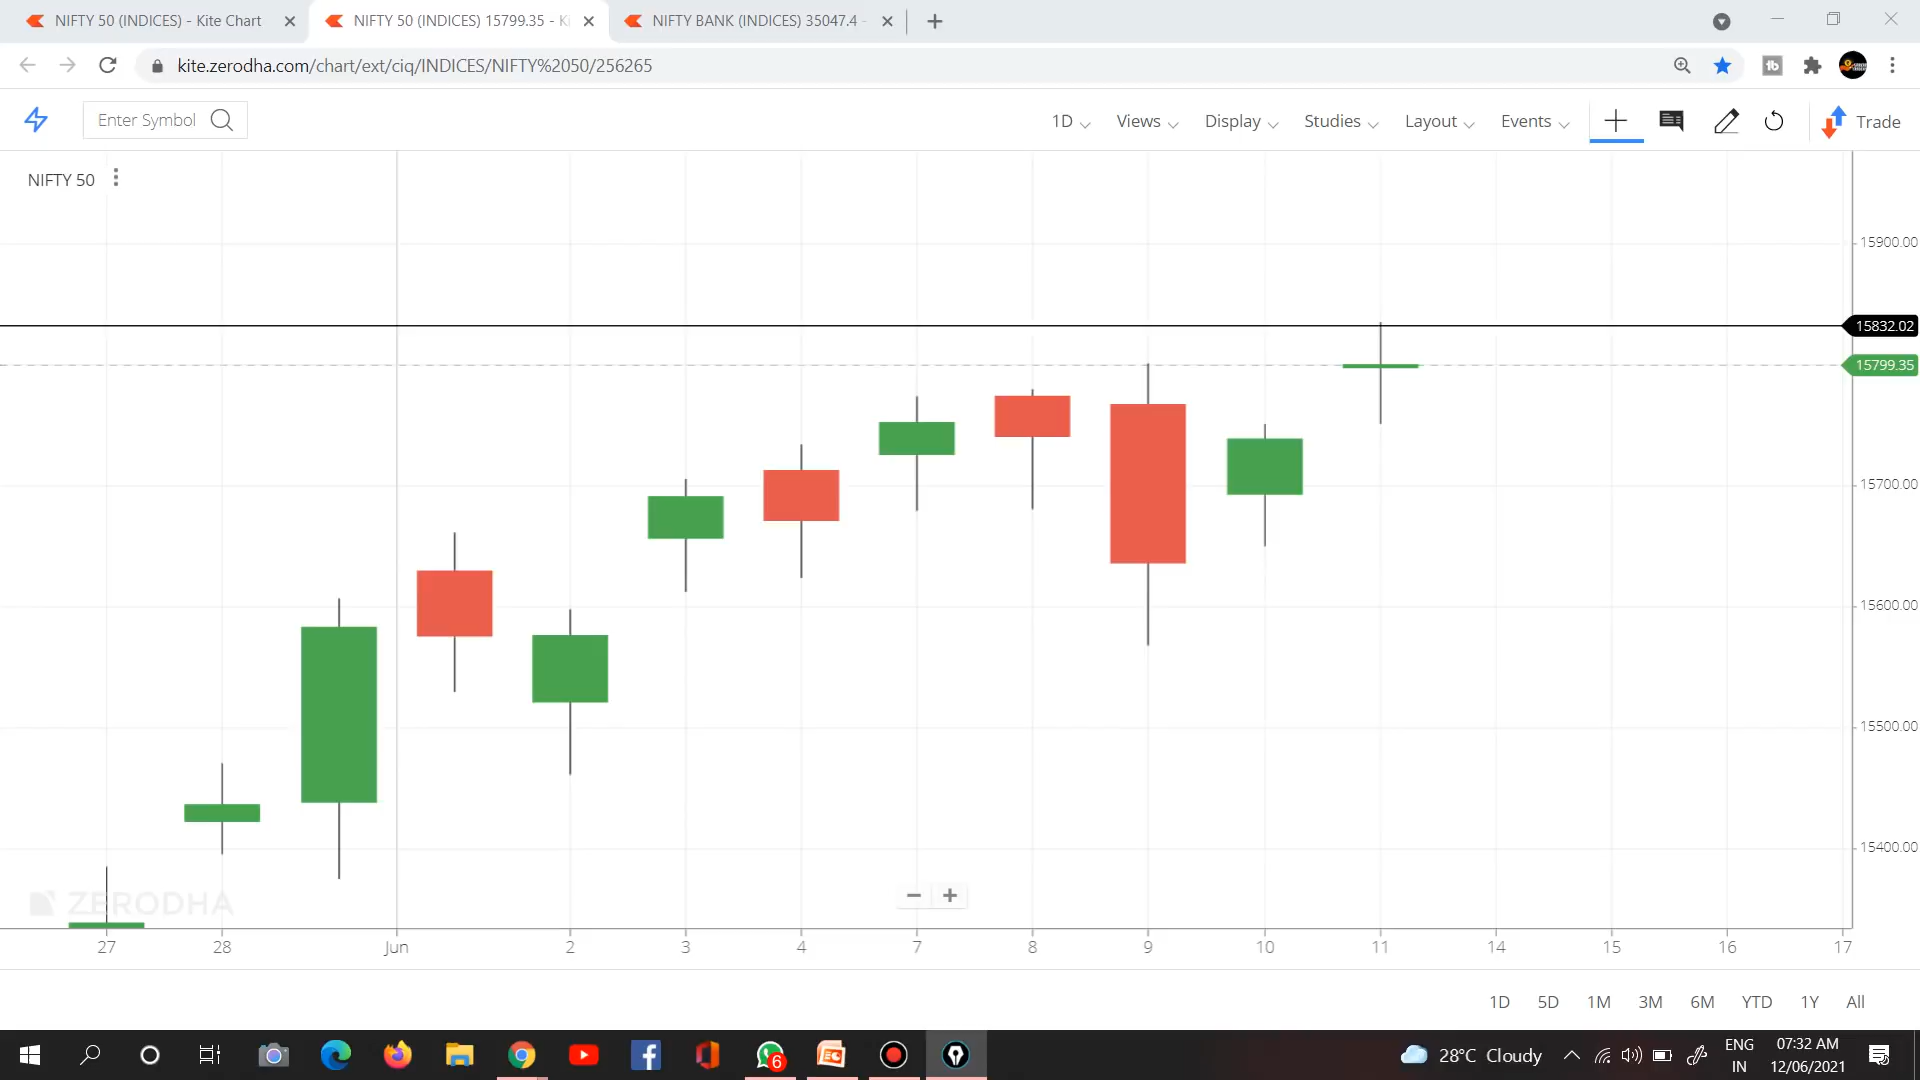 NIFTY 50 (INDICES) - Kite Chart
NIFTY 50 (INDICES) 15799.35 - Ki
NIFTY BANK (INDICES) 35047.4 -
kite.zerodha.com/chart/ext/ciq/INDICES/NIFTY%2050/256265
Enter Symbol
1D
Views
Display
Studies
Layout
Events
Trade
NIFTY 50
15900.00
15832.02
15799.35
15700.00
15600.00
15500.00
15400.00
ZERODHA
27 28 Jun 2 3 4 7 8 9 10 11 14 15 16 17
1D 5D 1M 3M 6M YTD 1Y All
6
28°C Cloudy
ENG
IN
07:32 AM
12/06/2021